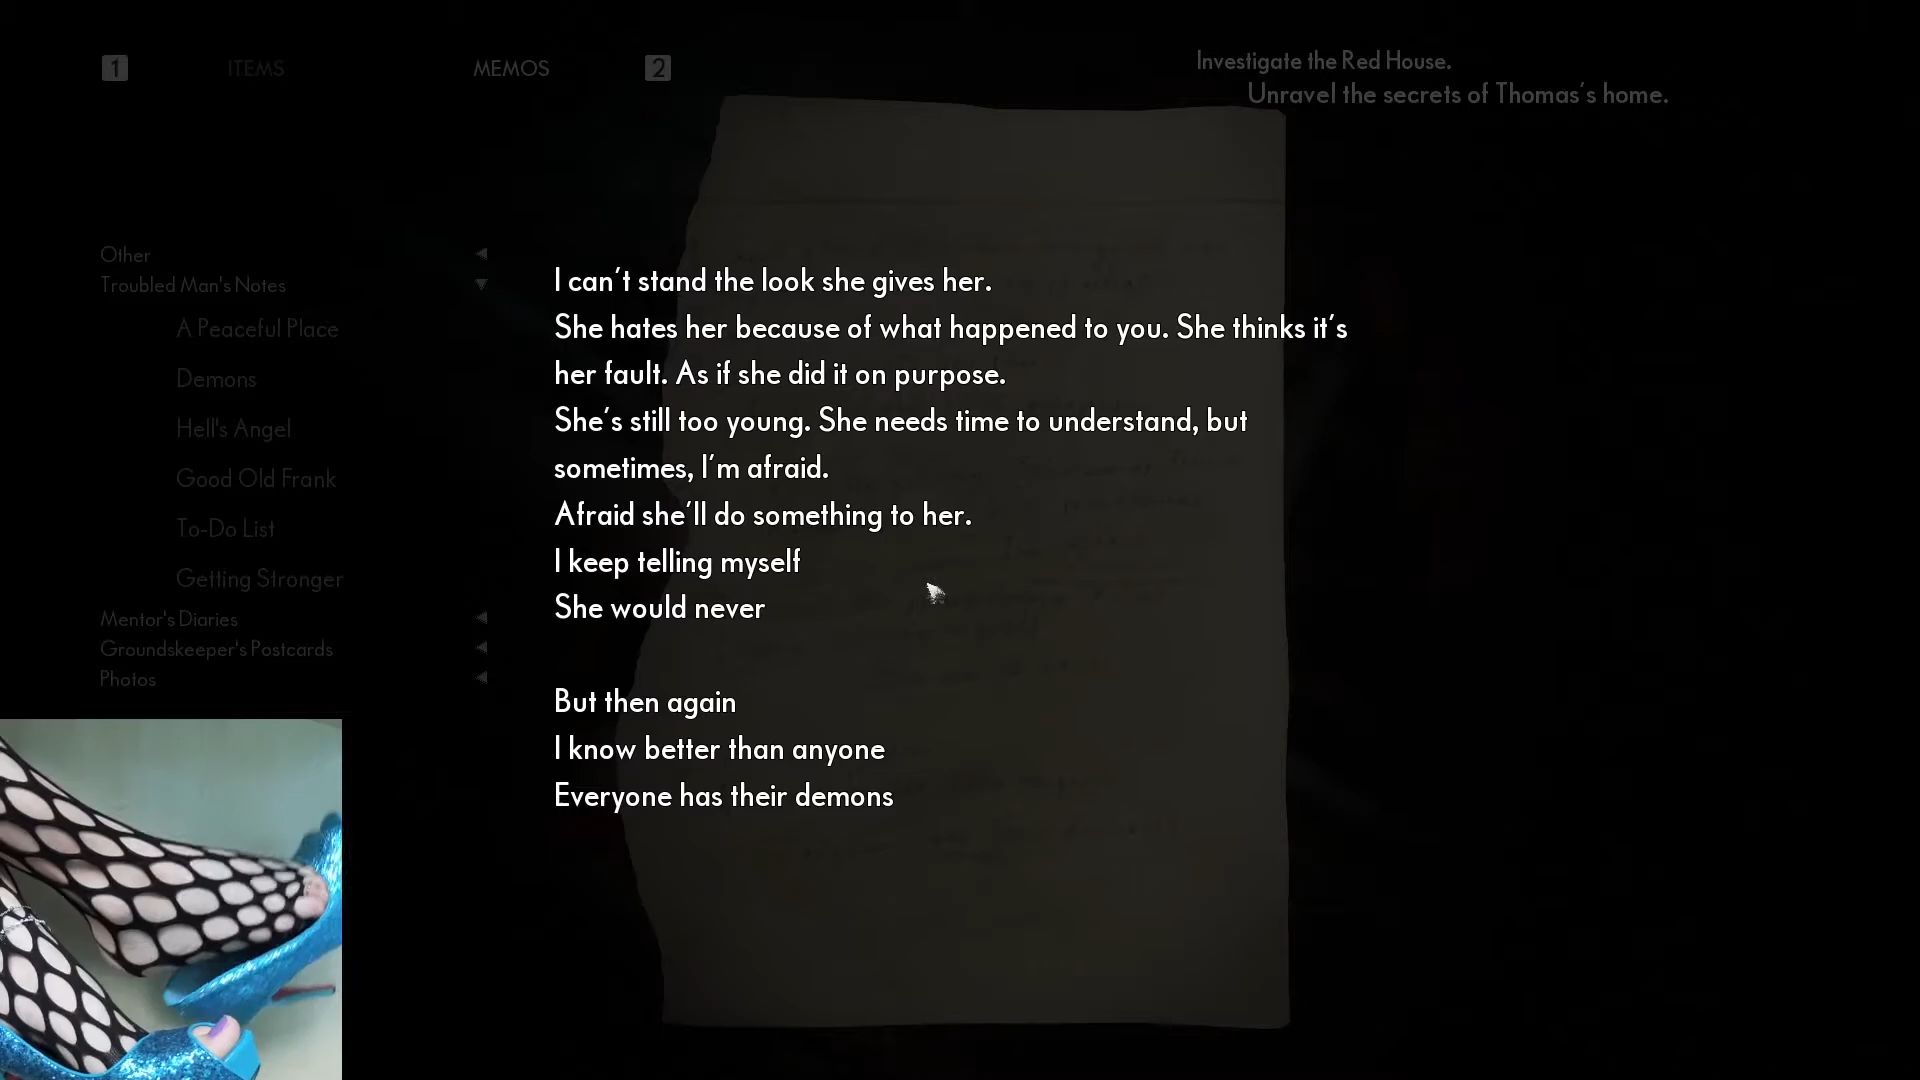 1
ITEMS
MEMOS
2
Investigate the Red House.
Unravel the secrets of Thomas's home.
Other
Troubled Man's Notes
A Peaceful Place
Demons
Hell's Angel
Good Old Frank
To-Do List
Getting Stronger
Mentor's Diaries
Groundskeeper's Postcards
Photos
I can't stand the look she gives her.
She hates her because of what happened to you. She thinks it's
her fault. As if she did it on purpose.
She's still too young. She needs time to understand, but
sometimes, I'm afraid.
Afraid she'll do something to her.
I keep telling myself
She would never
But then again
I know better than anyone
Everyone has their demons